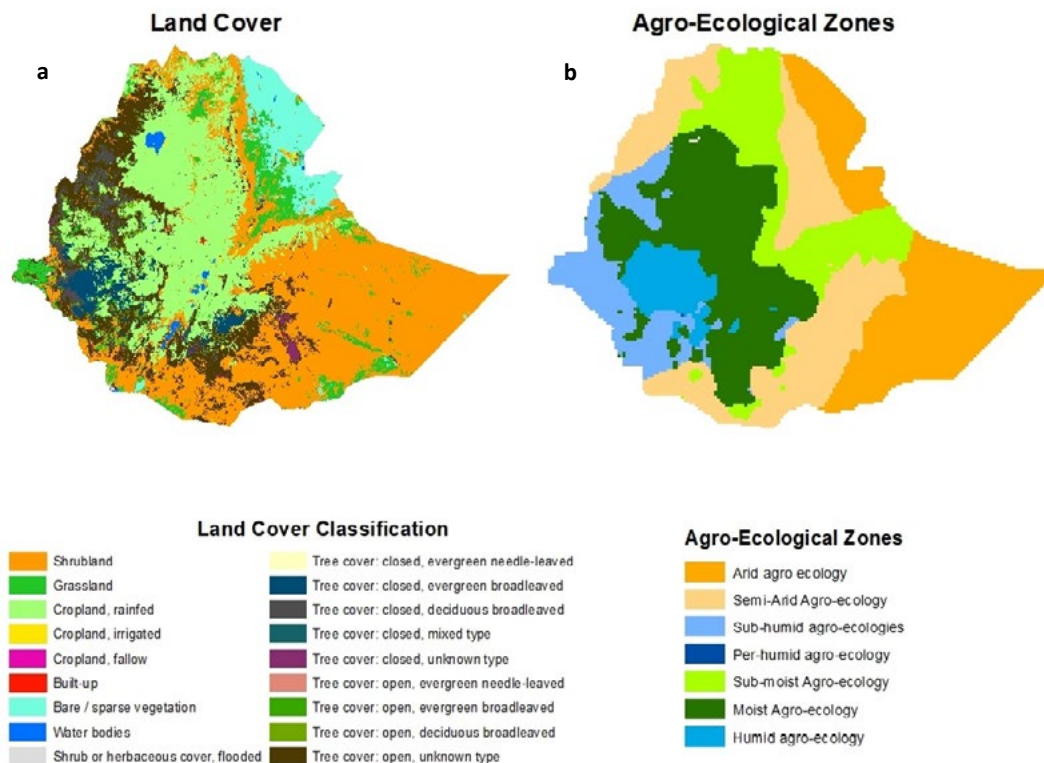 Land Cover
Agro-Ecological Zones
a
b
Land Cover Classification
Shrubland
Grassland
Cropland, rainfed
Cropland, irrigated
Cropland, fallow
Built-up
Bare / sparse vegetation
Water bodies
Shrub or herbaceous cover, flooded
Tree cover: closed, evergreen needle-leaved
Tree cover: closed, evergreen broadleaved
Tree cover: closed, deciduous broadleaved
Tree cover: closed, mixed type
Tree cover: closed, unknown type
Tree cover: open, evergreen needle-leaved
Tree cover: open, evergreen broadleaved
Tree cover: open, deciduous broadleaved
Tree cover: open, unknown type
Agro-Ecological Zones
Arid agro ecology
Semi-Arid Agro-ecology
Sub-humid agro-ecologies
Per-humid agro-ecology
Sub-moist Agro-ecology
Moist Agro-ecology
Humid agro-ecology